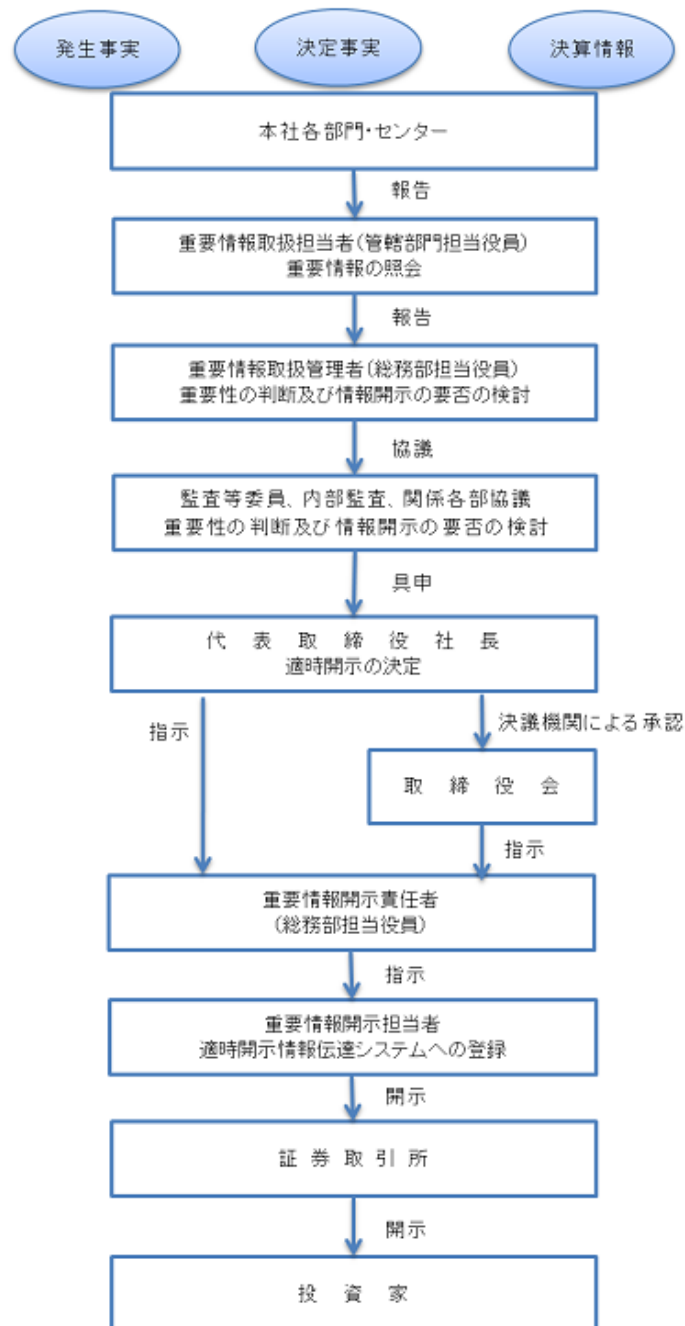 発生事実
決定事実
決算情報
本社各部門・センター
報告
重要情報取扱担当者(管轄部門担当役員)
重要情報の照会
報告
重要情報取扱管理者(総務部担当役員)
重要性の判断及び情報開示の要否の検討
協議
監査等委員、内部監査、関係各部協議
重要性の判断及び情報開示の要否の検討
具申
代表取締役社長
適時開示の決定
指示
決議機関による承認
取締役会
指示
重要情報開示責任者
(総務部担当役員)
指示
重要情報開示担当者
適時開示情報伝達システムへの登録
開示
証券取引所
開示
投資家